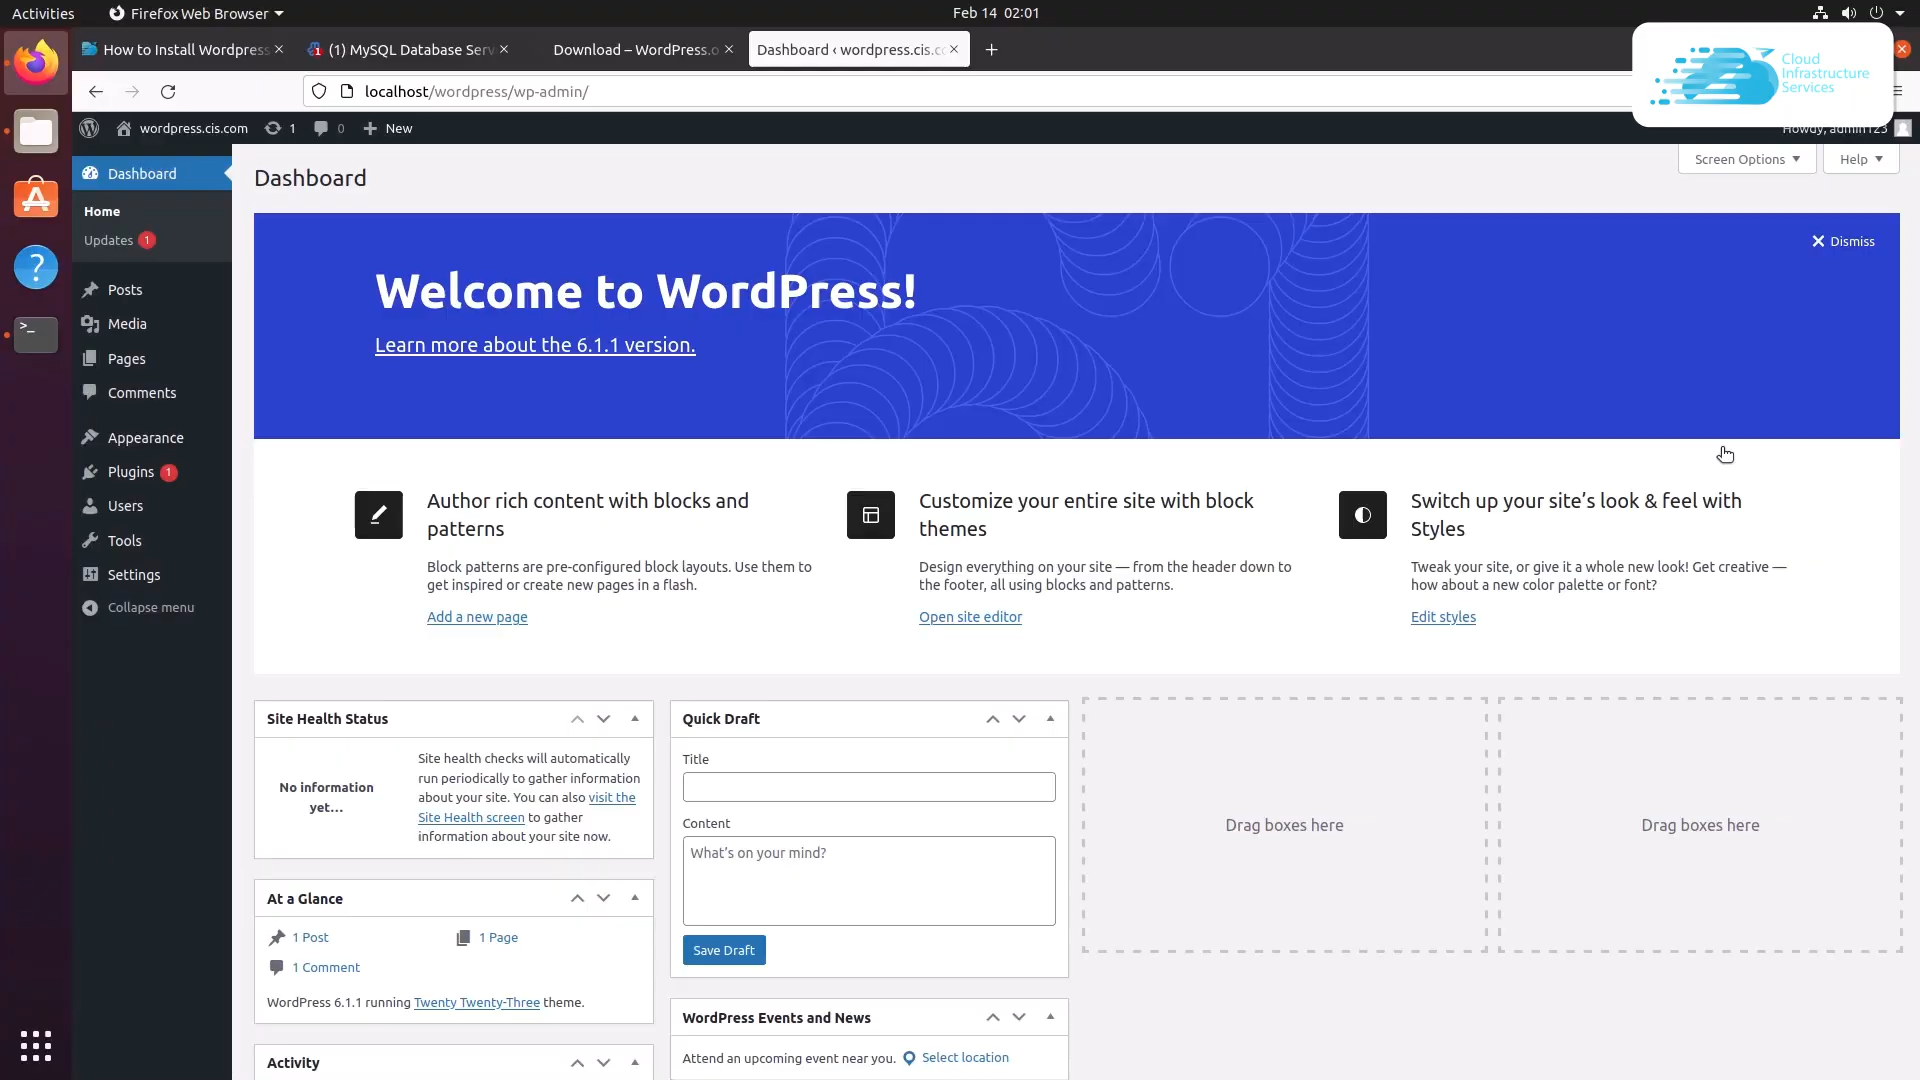 Activities
Firefox Web Browser
Feb 14 02:01
How to Install Wordpress
(1) MySQL Database Serv
Download – WordPress.o
Dashboard ‹ wordpress.cis.co
Cloud
Infrastructure
Services
localhost/wordpress/wp-admin/
wordpress.cis.com
1
0
New
Howdy, admin123
Screen Options
Help
Dashboard
Home
Updates 1
Posts
Media
Pages
Comments
Appearance
Plugins 1
Users
Tools
Settings
Collapse menu
Dashboard
Dismiss
Welcome to WordPress!
Learn more about the 6.1.1 version.
Author rich content with blocks and
patterns
Block patterns are pre-configured block layouts. Use them to
get inspired or create new pages in a flash.
Add a new page
Customize your entire site with block
themes
Design everything on your site — from the header down to
the footer, all using blocks and patterns.
Open site editor
Switch up your site’s look & feel with
Styles
Tweak your site, or give it a whole new look! Get creative —
how about a new color palette or font?
Edit styles
Site Health Status
No information
yet…
Site health checks will automatically
run periodically to gather information
about your site. You can also visit the
Site Health screen to gather
information about your site now.
At a Glance
1 Post
1 Page
1 Comment
WordPress 6.1.1 running Twenty Twenty-Three theme.
Activity
Quick Draft
Title
Content
What’s on your mind?
Save Draft
WordPress Events and News
Attend an upcoming event near you.
Select location
Drag boxes here
Drag boxes here